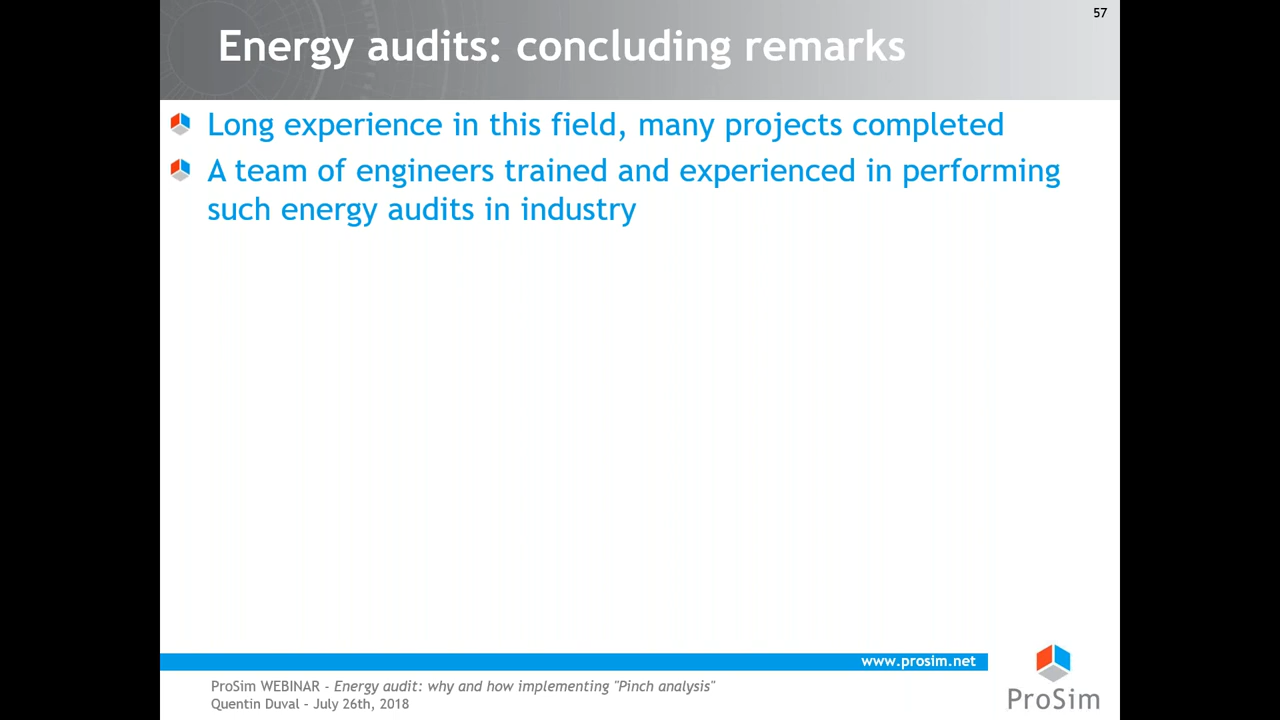 57
Energy audits: concluding remarks
Long experience in this field, many projects completed
A team of engineers trained and experienced in performing
such energy audits in industry
www.prosim.net
ProSim WEBINAR - Energy audit: why and how implementing "Pinch analysis"
Quentin Duval – July 26th, 2018
ProSim